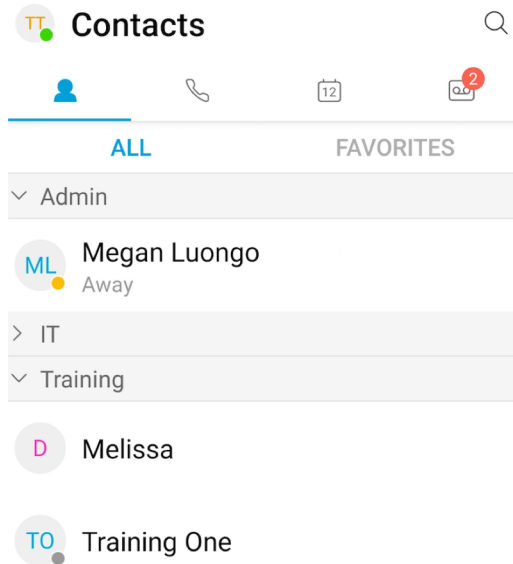 TT Contacts
12 2
ALL FAVORITES
Admin
ML Megan Luongo
Away
IT
Training
D Melissa
TO Training One